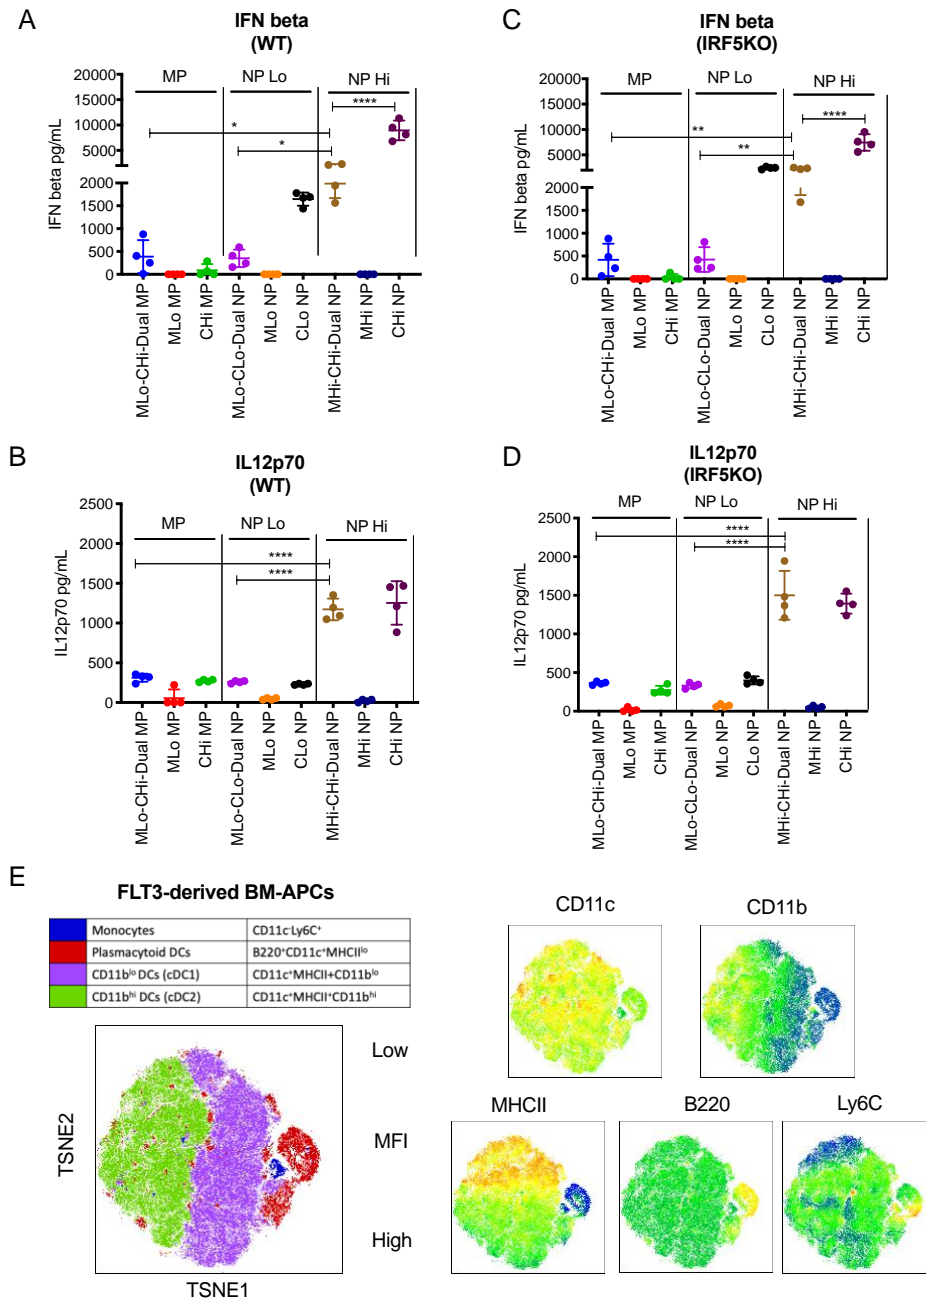 A
IFN beta
(WT)
MP
NP Lo
NP Hi
****
*
*
IFN beta pg/mL
20000
15000
10000
5000
2000
1500
1000
500
0
MLo-CHi-Dual MP
MLo MP
CHi MP
MLo-CLo-Dual NP
MLo NP
CLo NP
MHi-CHi-Dual NP
MHi NP
CHi NP
C
IFN beta
(IRF5KO)
MP
NP Lo
NP Hi
****
**
**
IFN beta pg/mL
20000
15000
10000
5000
2000
1500
1000
500
0
MLo-CHi-Dual MP
MLo MP
CHi MP
MLo-CLo-Dual NP
MLo NP
CLo NP
MHi-CHi-Dual NP
MHi NP
CHi NP
B
IL12p70
(WT)
MP
NP Lo
NP Hi
****
****
IL12p70 pg/mL
2500
2000
1500
1000
500
0
MLo-CHi-Dual MP
MLo MP
CHi MP
MLo-CLo-Dual NP
MLo NP
CLo NP
MHi-CHi-Dual NP
MHi NP
CHi NP
D
IL12p70
(IRF5KO)
MP
NP Lo
NP Hi
****
****
IL12p70 pg/mL
2500
2000
1500
1000
500
0
MLo-CHi-Dual MP
MLo MP
CHi MP
MLo-CLo-Dual NP
MLo NP
CLo NP
MHi-CHi-Dual NP
MHi NP
CHi NP
E
FLT3-derived BM-APCs
Monocytes CD11c⁻Ly6C⁺
Plasmacytoid DCs B220⁺CD11c⁺MHCIIˡᵒ
CD11bˡᵒ DCs (cDC1) CD11c⁺MHCII+CD11bˡᵒ
CD11bʰⁱ DCs (cDC2) CD11c⁺MHCII⁺CD11bʰⁱ
TSNE2
TSNE1
Low
MFI
High
CD11c
CD11b
MHCII
B220
Ly6C